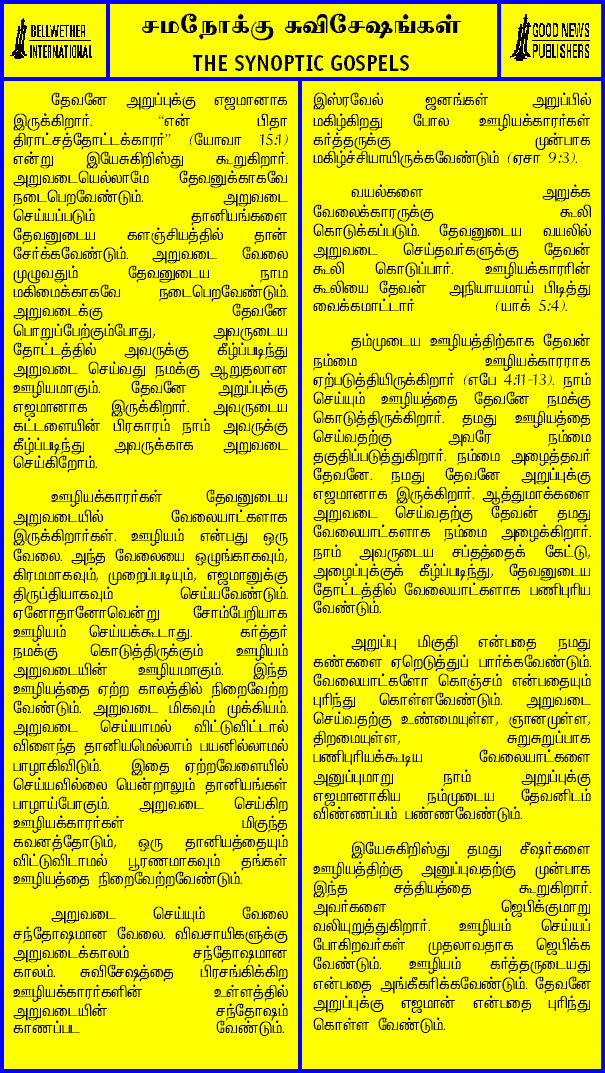 BELLWETHER
INTERNATIONAL
சமநோக்கு சுவிசேஷங்கள்
THE SYNOPTIC GOSPELS
GOOD NEWS
PUBLISHERS
தேவனே அறுப்புக்கு எஜமானாக
இருக்கிறார். “என் பிதா
திராட்சத்தோட்டக்காரர்” (யோவா 15:1)
என்று இயேசுகிறிஸ்து கூறுகிறார்.
அறுவடையெல்லாமே தேவனுக்காகவே
நடைபெறவேண்டும். அறுவடை
செய்யப்படும் தானியங்களை
தேவனுடைய களஞ்சியத்தில் தான்
சேர்க்கவேண்டும். அறுவடை வேலை
முழுவதும் தேவனுடைய நாம
மகிமைக்காகவே நடைபெறவேண்டும்.
அறுவடைக்கு தேவனே
பொறுப்பேற்கும்போது, அவருடைய
தோட்டத்தில் அவருக்கு கீழ்ப்படிந்து
அறுவடை செய்வது நமக்கு ஆறுதலான
ஊழியமாகும். தேவனே அறுப்புக்கு
எஜமானாக இருக்கிறார். அவருடைய
கட்டளையின் பிரகாரம் நாம் அவருக்கு
கீழ்ப்படிந்து அவருக்காக அறுவடை
செய்கிறோம்.
ஊழியக்காரர்கள் தேவனுடைய
அறுவடையில் வேலையாட்களாக
இருக்கிறார்கள். ஊழியம் என்பது ஒரு
வேலை. அந்த வேலையை ஒழுங்காகவும்,
கிரமமாகவும், முறைப்படியும், எஜமானுக்கு
திருப்தியாகவும் செய்யவேண்டும்.
ஏனோதானோவென்று சோம்பேறியாக
ஊழியம் செய்யக்கூடாது. கர்த்தர்
நமக்கு கொடுத்திருக்கும் ஊழியம்
அறுவடையின் ஊழியமாகும். இந்த
ஊழியத்தை ஏற்ற காலத்தில் நிறைவேற்ற
வேண்டும். அறுவடை மிகவும் முக்கியம்.
அறுவடை செய்யாமல் விட்டுவிட்டால்
விளைந்த தானியமெல்லாம் பயனில்லாமல்
பாழாகிவிடும். இதை ஏற்றவேளையில்
செய்யவில்லை யென்றாலும் தானியங்கள்
பாழாய்போகும். அறுவடை செய்கிற
ஊழியக்காரர்கள் மிகுந்த
கவனத்தோடும், ஒரு தானியத்தையும்
விட்டுவிடாமல் பூரணமாகவும் தங்கள்
ஊழியத்தை நிறைவேற்றவேண்டும்.
அறுவடை செய்யும் வேலை
சந்தோஷமான வேலை. விவசாயிகளுக்கு
அறுவடைக்காலம் சந்தோஷமான
காலம். சுவிசேஷத்தை பிரசங்கிக்கிற
ஊழியக்காரர்களின் உள்ளத்தில்
அறுவடையின் சந்தோஷம்
காணப்பட வேண்டும்.
இஸ்ரவேல் ஜனங்கள் அறுப்பில்
மகிழ்கிறது போல ஊழியக்காரர்கள்
கர்த்தருக்கு முன்பாக
மகிழ்ச்சியாயிருக்கவேண்டும் (ஏசா 9:3).
வயல்களை அறுக்க
வேலைக்காரருக்கு கூலி
கொடுக்கப்படும். தேவனுடைய வயலில்
அறுவடை செய்தவர்களுக்கு தேவன்
கூலி கொடுப்பார். ஊழியக்காரரின்
கூலியை தேவன் அநியாயமாய் பிடித்து
வைக்கமாட்டார் (யாக் 5:4).
தம்முடைய ஊழியத்திற்காக தேவன்
நம்மை ஊழியக்காரராக
ஏற்படுத்தியிருக்கிறார் (எபே 4:11-13). நாம்
செய்யும் ஊழியத்தை தேவனே நமக்கு
கொடுத்திருக்கிறார். தமது ஊழியத்தை
செய்வதற்கு அவரே நம்மை
தகுதிப்படுத்துகிறார். நம்மை அழைத்தவர்
தேவனே. நமது தேவனே அறுப்புக்கு
எஜமானாக இருக்கிறார். ஆத்துமாக்களை
அறுவடை செய்வதற்கு தேவன் தமது
வேலையாட்களாக நம்மை அழைக்கிறார்.
நாம் அவருடைய சப்தத்தைக் கேட்டு,
அழைப்புக்குக் கீழ்ப்படிந்து, தேவனுடைய
தோட்டத்தில் வேலையாட்களாக பணிபுரிய
வேண்டும்.
அறுப்பு மிகுதி என்பதை நமது
கண்களை ஏறெடுத்துப் பார்க்கவேண்டும்.
வேலையாட்களோ கொஞ்சம் என்பதையும்
புரிந்து கொள்ளவேண்டும். அறுவடை
செய்வதற்கு உண்மையுள்ள, ஞானமுள்ள,
திறமையுள்ள, சுறுசுறுப்பாக
பணிபுரியக்கூடிய வேலையாட்களை
அனுப்புமாறு நாம் அறுப்புக்கு
எஜமானாகிய நம்முடைய தேவனிடம்
விண்ணப்பம் பண்ணவேண்டும்.
இயேசுகிறிஸ்து தமது சீஷர்களை
ஊழியத்திற்கு அனுப்புவதற்கு முன்பாக
இந்த சத்தியத்தை கூறுகிறார்.
அவர்களை ஜெபிக்குமாறு
வலியுறுத்துகிறார். ஊழியம் செய்யப்
போகிறவர்கள் முதலாவதாக ஜெபிக்க
வேண்டும். ஊழியம் கர்த்தருடையது
என்பதை அங்கீகரிக்கவேண்டும். தேவனே
அறுப்புக்கு எஜமான் என்பதை புரிந்து
கொள்ள வேண்டும்.